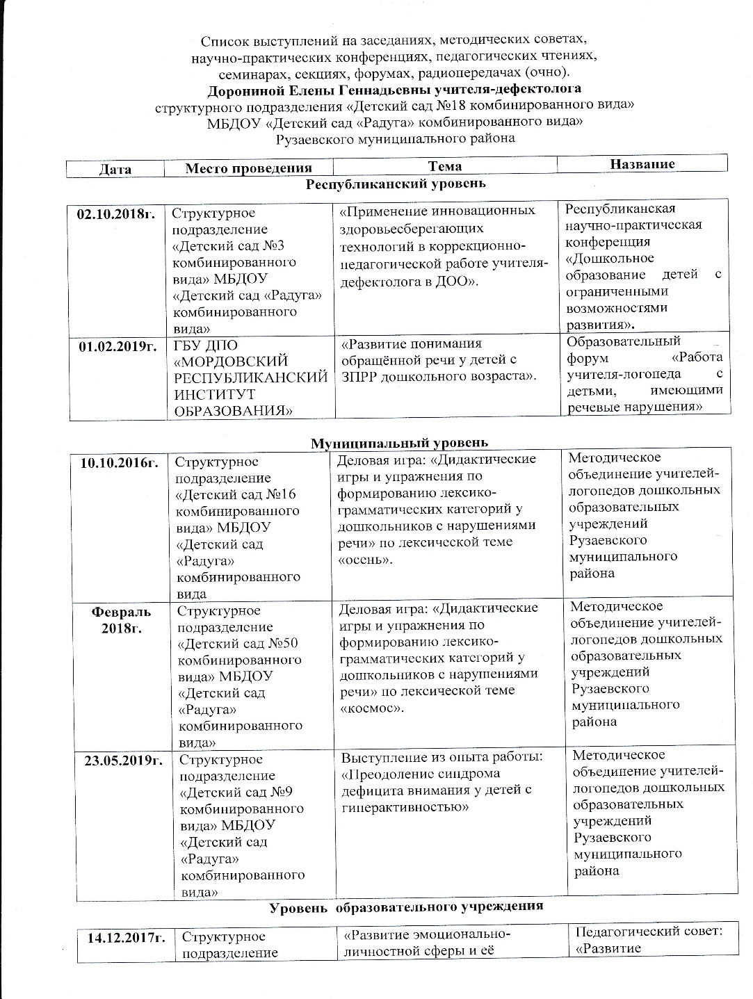 Список выступлений на заседаниях, методических советах,
научно-практических конференциях, педагогических чтениях,
семинарах, секциях, форумах, радиопередачах (очно).
Дорониной Елены Геннадьевны учителя-дефектолога
структурного подразделения «Детский сад №18 комбинированного вида»
МБДОУ «Детский сад «Радуга» комбинированного вида»
Рузаевского муниципального района
Дата Место проведения Тема Название
Республиканский уровень
02.10.2018г.
Структурное
подразделение
«Детский сад №3
комбинированного
вида» МБДОУ
«Детский сад «Радуга»
комбинированного
вида»
«Применение инновационных
здоровьесберегающих
технологий в коррекционно-
педагогической работе учителя-
дефектолога в ДОО».
Республиканская
научно-практическая
конференция
«Дошкольное
образование детей с
ограниченными
возможностями
развития».
01.02.2019г.
ГБУ ДПО
«МОРДОВСКИЙ
РЕСПУБЛИКАНСКИЙ
ИНСТИТУТ
ОБРАЗОВАНИЯ»
«Развитие понимания
обращённой речи у детей с
ЗПРР дошкольного возраста».
Образовательный
форум «Работа
учителя-логопеда с
детьми, имеющими
речевые нарушения»
Муниципальный уровень
10.10.2016г.
Структурное
подразделение
«Детский сад №16
комбинированного
вида» МБДОУ
«Детский сад
«Радуга»
комбинированного
вида
Деловая игра: «Дидактические
игры и упражнения по
формированию лексико-
грамматических категорий у
дошкольников с нарушениями
речи» по лексической теме
«осень».
Методическое
объединение учителей-
логопедов дошкольных
образовательных
учреждений
Рузаевского
муниципального
района
Февраль
2018г.
Структурное
подразделение
«Детский сад №50
комбинированного
вида» МБДОУ
«Детский сад
«Радуга»
комбинированного
вида»
Деловая игра: «Дидактические
игры и упражнения по
формированию лексико-
грамматических категорий у
дошкольников с нарушениями
речи» по лексической теме
«космос».
Методическое
объединение учителей-
логопедов дошкольных
образовательных
учреждений
Рузаевского
муниципального
района
23.05.2019г.
Структурное
подразделение
«Детский сад №9
комбинированного
вида» МБДОУ
«Детский сад
«Радуга»
комбинированного
вида»
Выступление из опыта работы:
«Преодоление синдрома
дефицита внимания у детей с
гиперактивностью»
Методическое
объединение учителей-
логопедов дошкольных
образовательных
учреждений
Рузаевского
муниципального
района
Уровень образовательного учреждения
14.12.2017г.
Структурное
подразделение
«Развитие эмоционально-
личностной сферы и её
Педагогический совет:
«Развитие